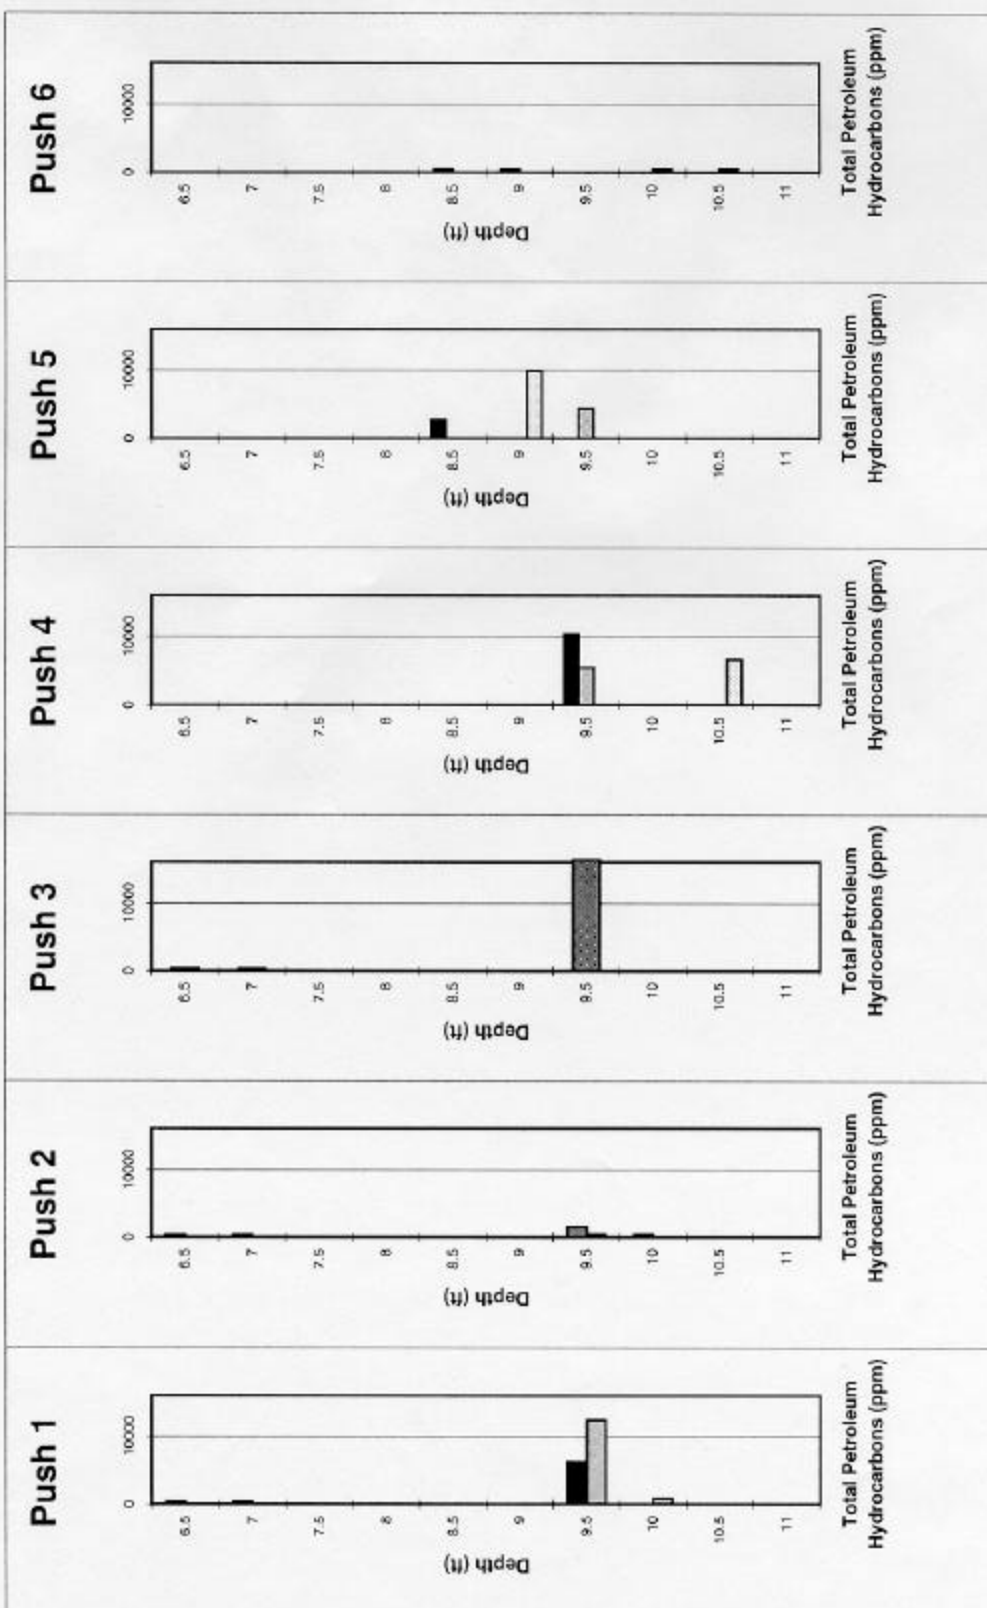 Push 1
0 10000
6.5
7
7.5
8
8.5
9
9.5
10
10.5
11
Depth (ft)
Total Petroleum
Hydrocarbons (ppm)
Push 2
0 10000
6.5
7
7.5
8
8.5
9
9.5
10
10.5
11
Depth (ft)
Total Petroleum
Hydrocarbons (ppm)
Push 3
0 10000
6.5
7
7.5
8
8.5
9
9.5
10
10.5
11
Depth (ft)
Total Petroleum
Hydrocarbons (ppm)
Push 4
0 10000
6.5
7
7.5
8
8.5
9
9.5
10
10.5
11
Depth (ft)
Total Petroleum
Hydrocarbons (ppm)
Push 5
0 10000
6.5
7
7.5
8
8.5
9
9.5
10
10.5
11
Depth (ft)
Total Petroleum
Hydrocarbons (ppm)
Push 6
0 10000
6.5
7
7.5
8
8.5
9
9.5
10
10.5
11
Depth (ft)
Total Petroleum
Hydrocarbons (ppm)